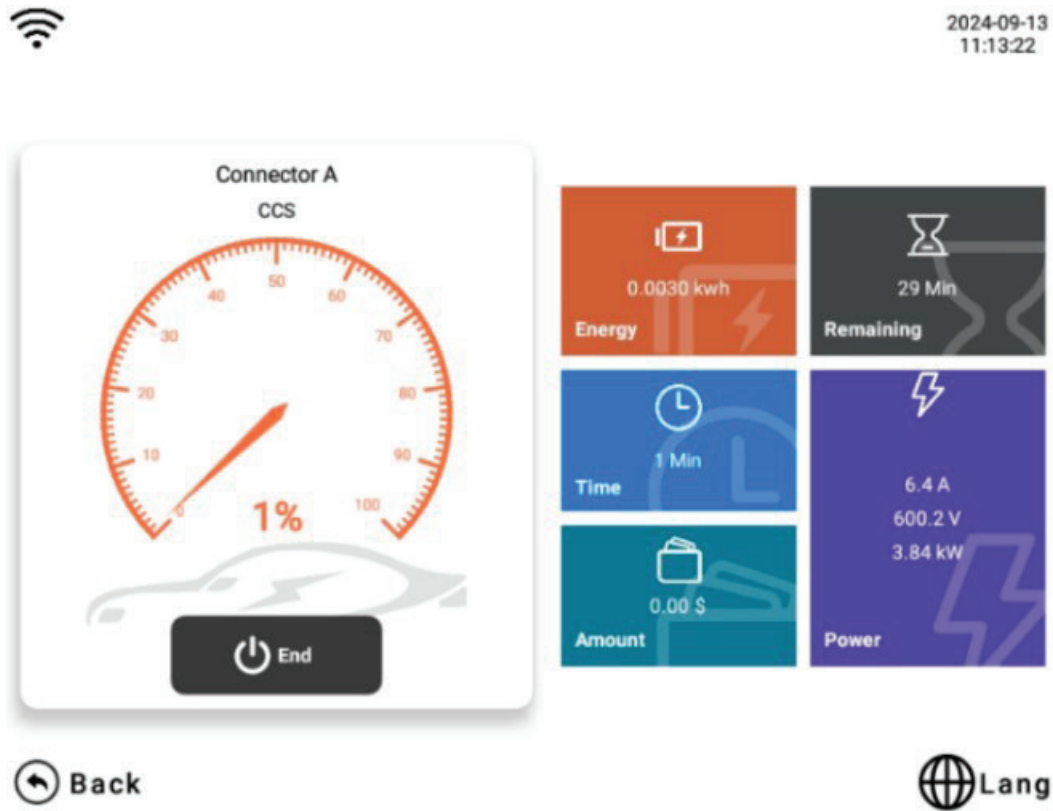 2024-09-13
11:13:22
Connector A
CCS
0
10
20
30
40
50
60
70
80
90
100
1%
End
0.0030 kwh
Energy
29 Min
Remaining
1 Min
Time
6.4 A
600.2 V
3.84 kW
Power
0.00 $
Amount
Back
Lang